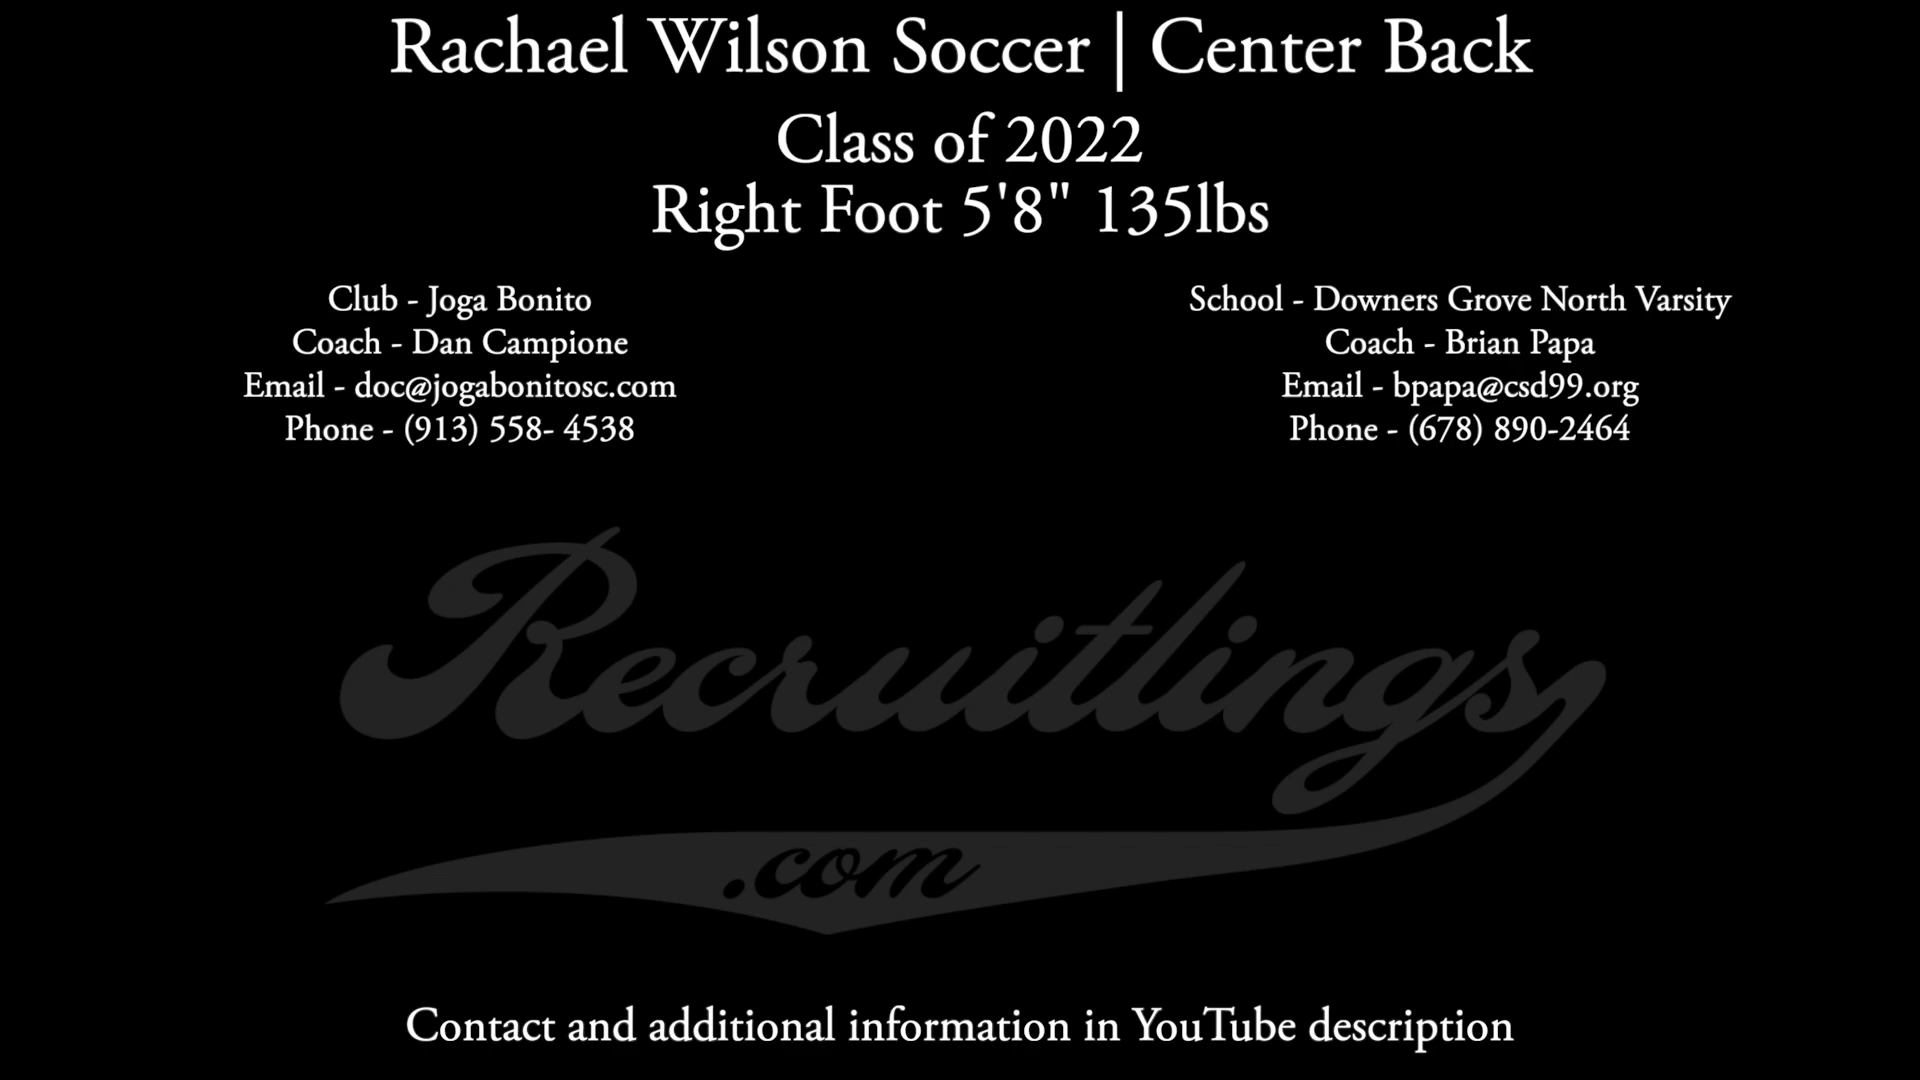 Rachael Wilson Soccer | Center Back
Class of 2022
Right Foot 5'8" 135lbs
Club - Joga Bonito
Coach - Dan Campione
Email - doc@jogabonitosc.com
Phone - (913) 558- 4538
School - Downers Grove North Varsity
Coach - Brian Papa
Email - bpapa@csd99.org
Phone - (678) 890-2464
Recruitlings
.com
Contact and additional information in YouTube description